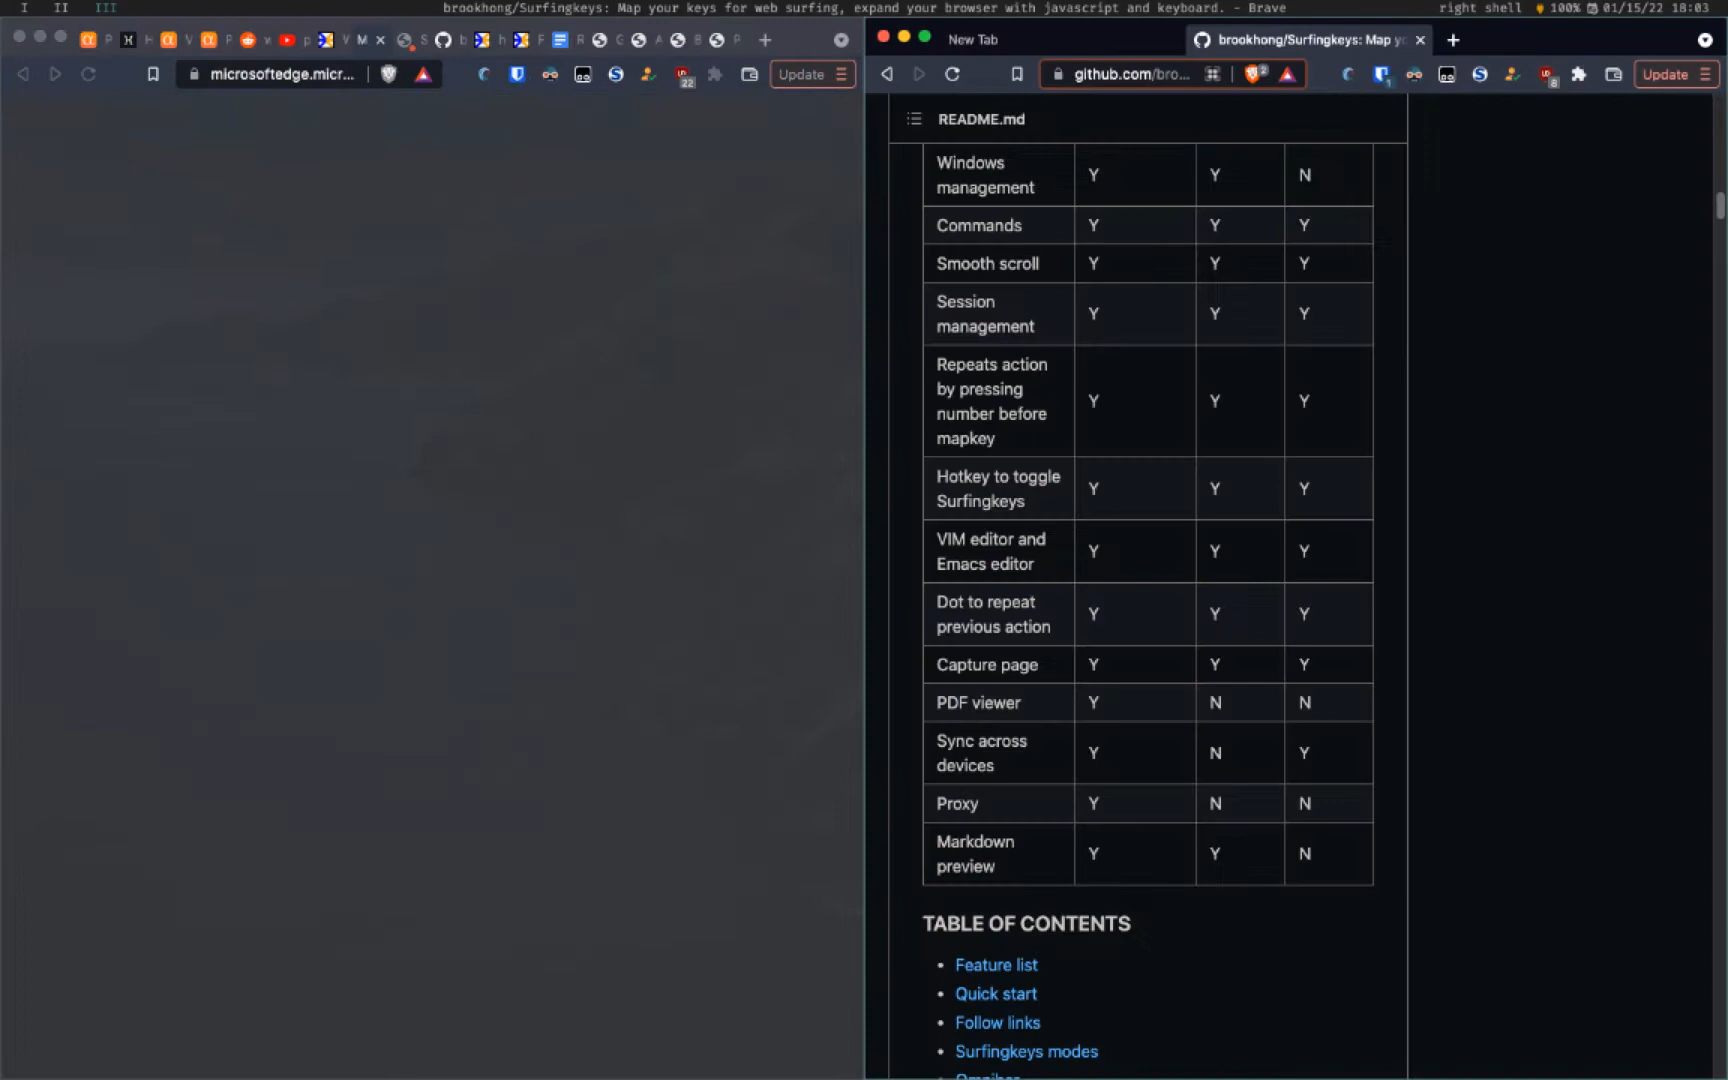 I II III brookhong/Surfingkeys: Map your keys for web surfing, expand your browser with javascript and keyboard. - Brave right shell 100% 01/15/22 18:03
P H V P w p V M S b h F R G A B P
New Tab brookhong/Surfingkeys: Map y
microsoftedge.micr... 22 Update
github.com/bro... 2 1 6 Update
README.md
Windows management Y Y N
Commands Y Y Y
Smooth scroll Y Y Y
Session management Y Y Y
Repeats action by pressing number before mapkey Y Y Y
Hotkey to toggle Surfingkeys Y Y Y
VIM editor and Emacs editor Y Y Y
Dot to repeat previous action Y Y Y
Capture page Y Y Y
PDF viewer Y N N
Sync across devices Y N Y
Proxy Y N N
Markdown preview Y Y N
TABLE OF CONTENTS
• Feature list
• Quick start
• Follow links
• Surfingkeys modes